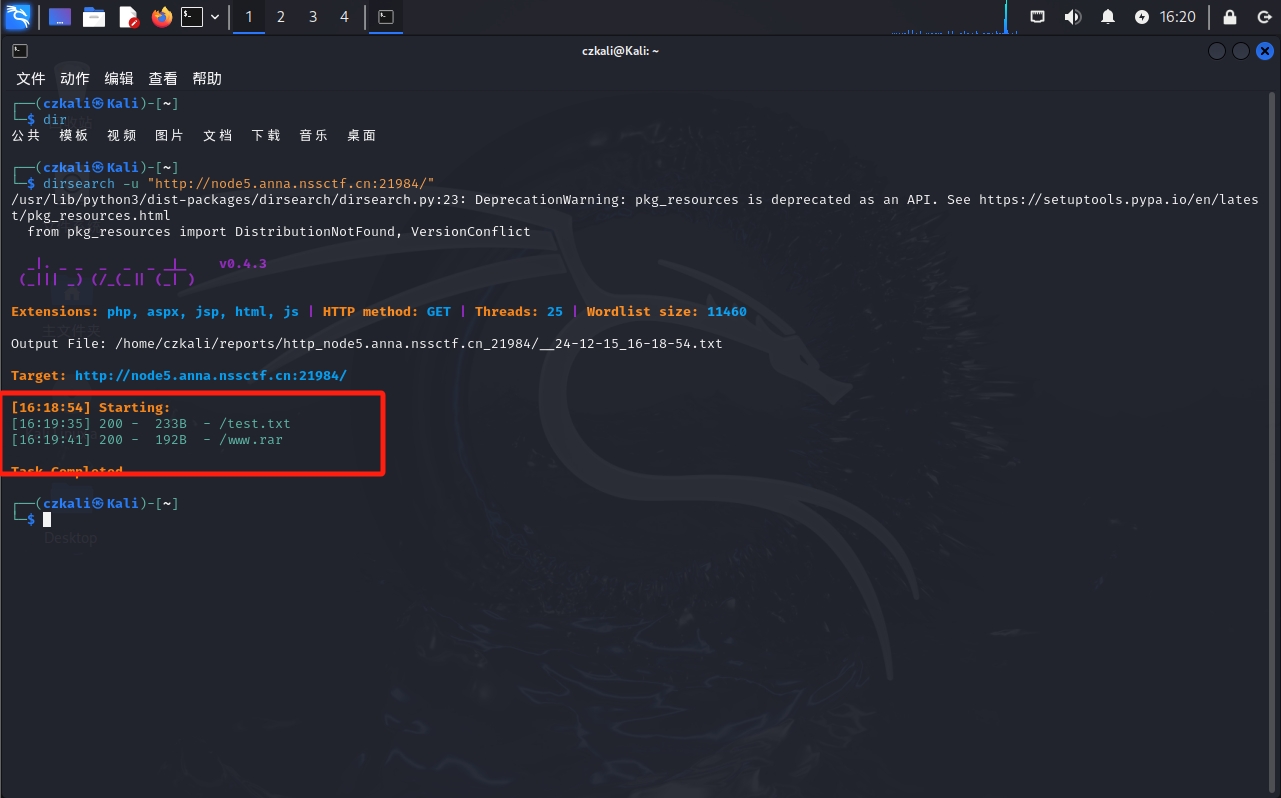 1 2 3 4 16:20
czkali@Kali: ~
文件 动作 编辑 查看 帮助
┌──(czkali㉿Kali)-[~]
└─$ dir
公共 模板 视频 图片 文档 下载 音乐 桌面
┌──(czkali㉿Kali)-[~]
└─$ dirsearch -u "http://node5.anna.nssctf.cn:21984/"
/usr/lib/python3/dist-packages/dirsearch/dirsearch.py:23: DeprecationWarning: pkg_resources is deprecated as an API. See https://setuptools.pypa.io/en/lates
t/pkg_resources.html
from pkg_resources import DistributionNotFound, VersionConflict
v0.4.3
Extensions: php, aspx, jsp, html, js | HTTP method: GET | Threads: 25 | Wordlist size: 11460
Output File: /home/czkali/reports/http_node5.anna.nssctf.cn_21984/__24-12-15_16-18-54.txt
Target: http://node5.anna.nssctf.cn:21984/
[16:18:54] Starting:
[16:19:35] 200 - 233B - /test.txt
[16:19:41] 200 - 192B - /www.rar
Task Completed
┌──(czkali㉿Kali)-[~]
└─$
Desktop